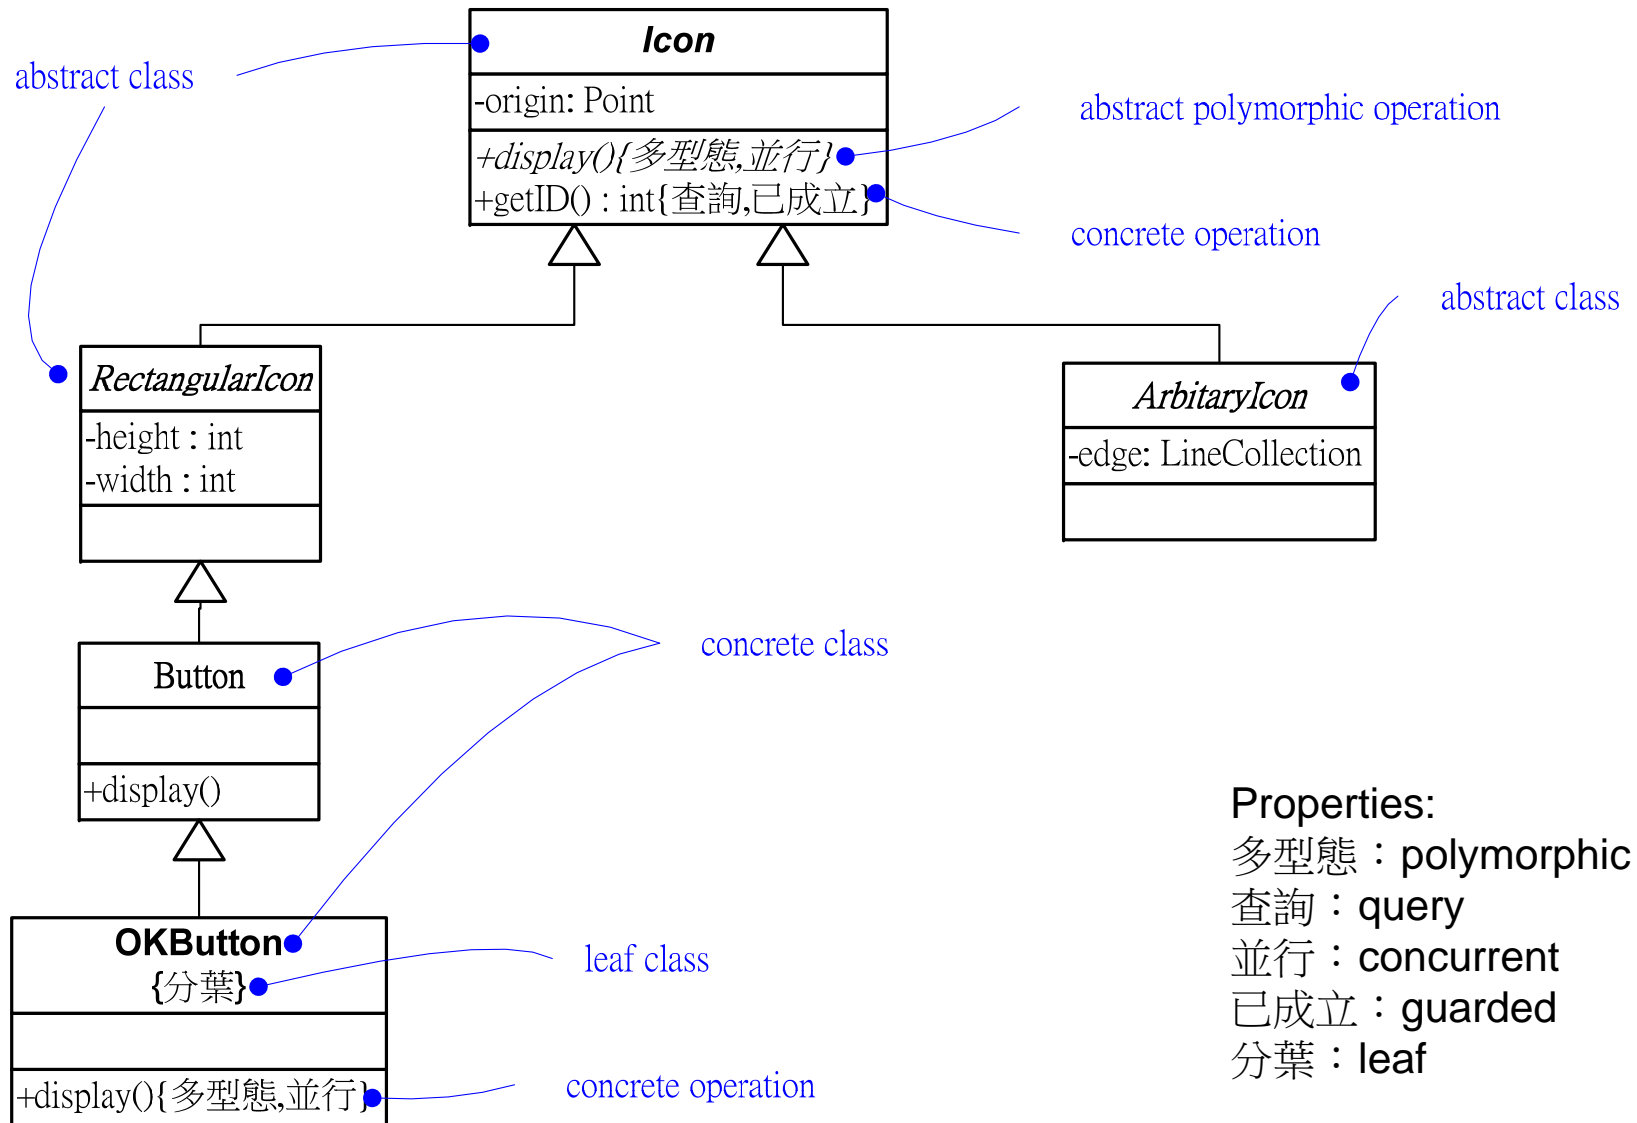 Icon
abstract class
-origin: Point
abstract polymorphic operation
+display(){多型態,並行}
+getID() : int{查詢,已成立}
concrete operation
abstract class
RectangularIcon
ArbitaryIcon
-height : int
-width : int
-edge: LineCollection
concrete class
Button
+display()
OKButton
{分葉}
leaf class
+display(){多型態,並行}
concrete operation
Properties:
多型態：polymorphic
查詢：query
並行：concurrent
已成立：guarded
分葉：leaf